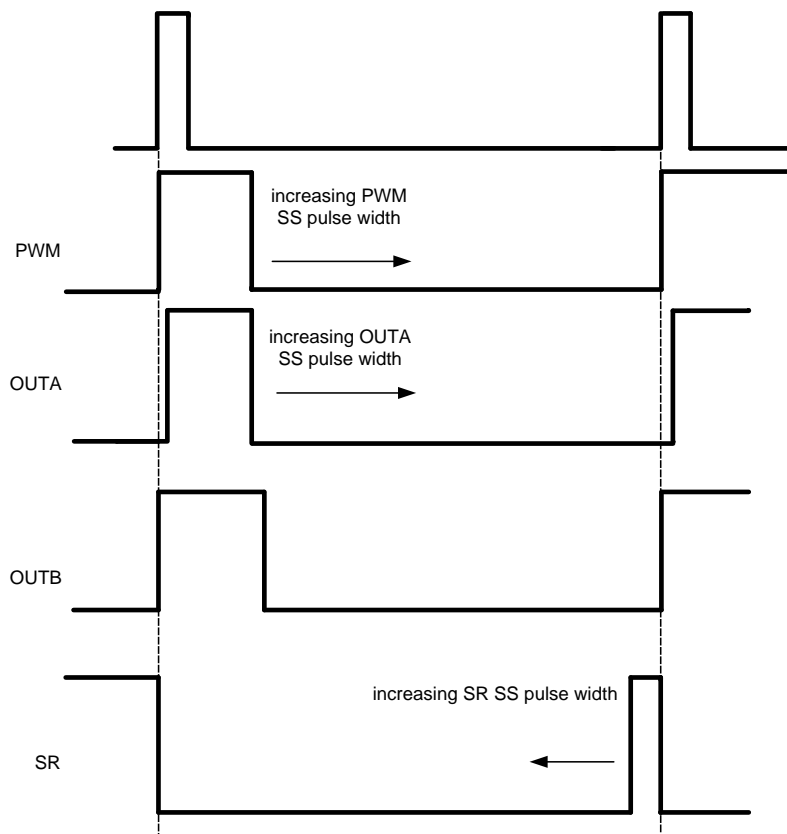 increasing PWM
SS pulse width
PWM
increasing OUTA
SS pulse width
OUTA
OUTB
increasing SR SS pulse width
SR